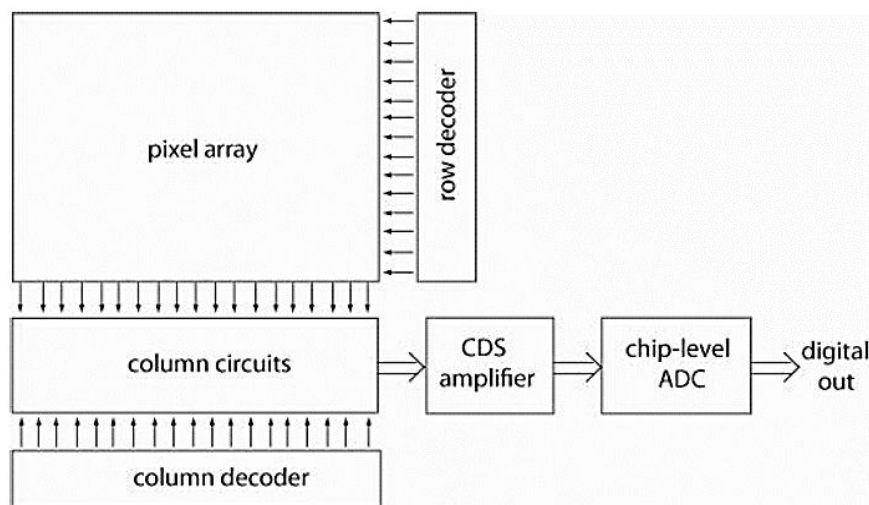 pixel array
row decoder
column circuits
CDS
amplifier
chip-level
ADC
digital
out
column decoder